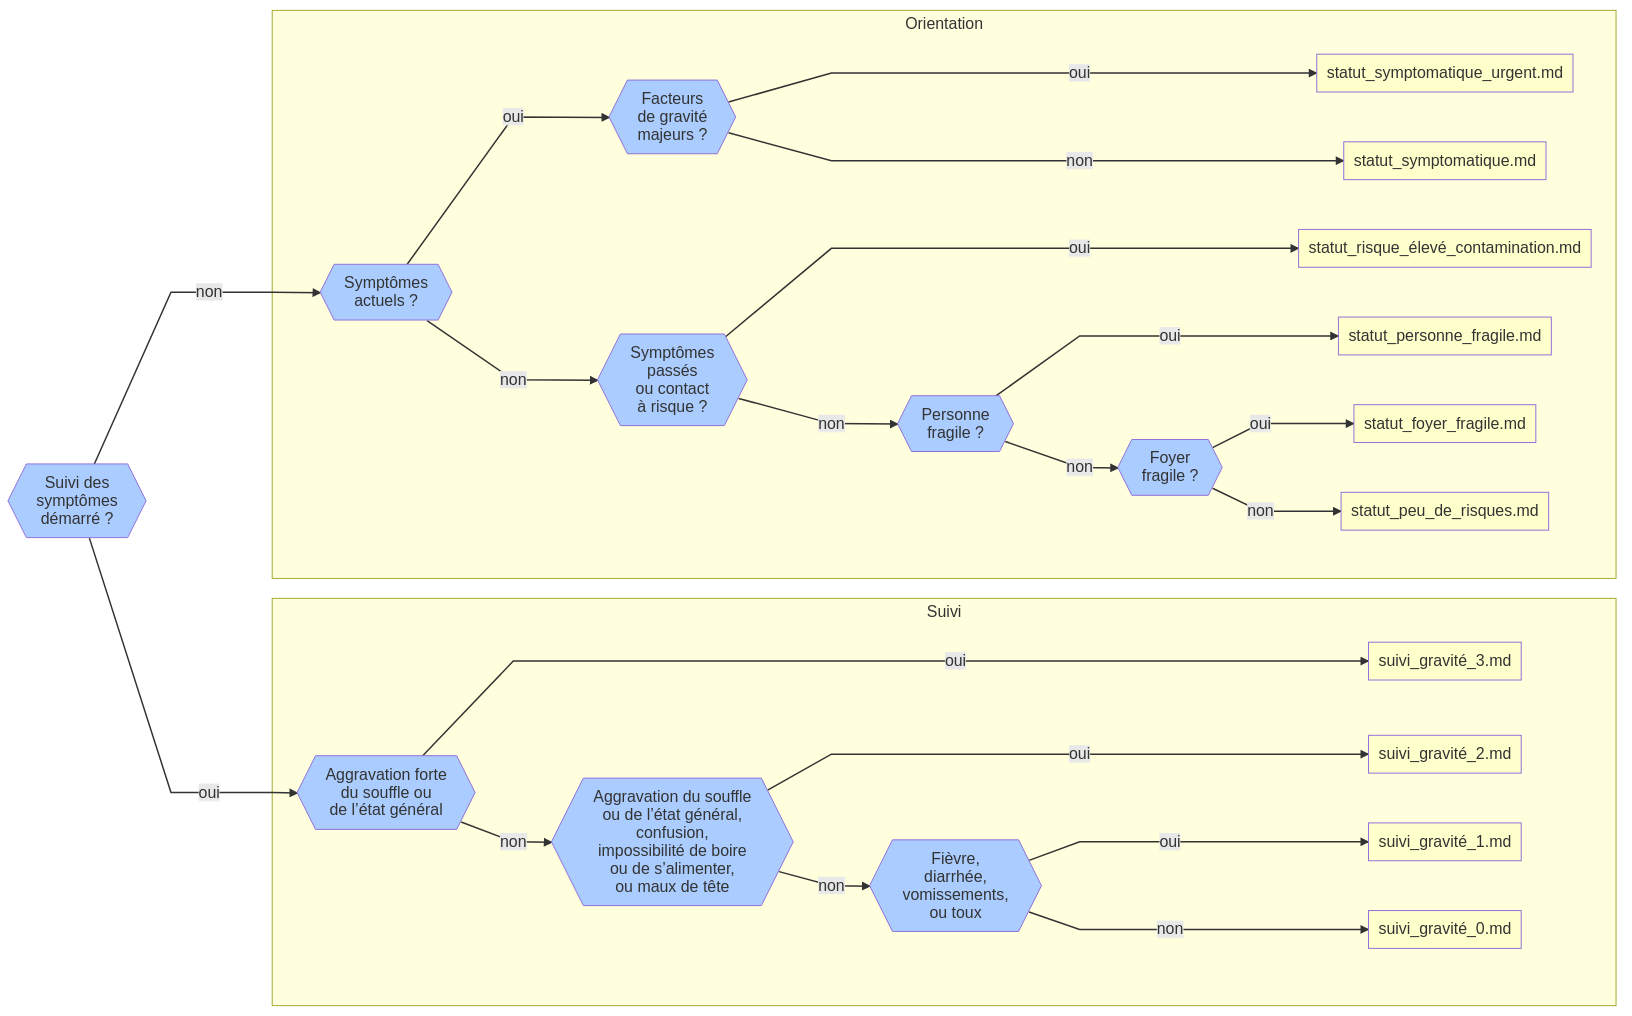 Orientation
oui
statut_symptomatique_urgent.md
Facteurs
de gravité
majeurs ?
oui
non
statut_symptomatique.md
oui
statut_risque_élevé_contamination.md
Symptômes
actuels ?
non
non
Symptômes
passés
ou contact
à risque ?
oui
statut_personne_fragile.md
non
Personne
fragile ?
oui
statut_foyer_fragile.md
non
Foyer
fragile ?
non
statut_peu_de_risques.md
Suivi des
symptômes
démarré ?
Suivi
oui
suivi_gravité_3.md
oui
Aggravation forte
du souffle ou
de l’état général
oui
suivi_gravité_2.md
non
Aggravation du souffle
ou de l’état général,
confusion,
impossibilité de boire
ou de s’alimenter,
ou maux de tête
oui
suivi_gravité_1.md
non
Fièvre,
diarrhée,
vomissements,
ou toux
non
suivi_gravité_0.md